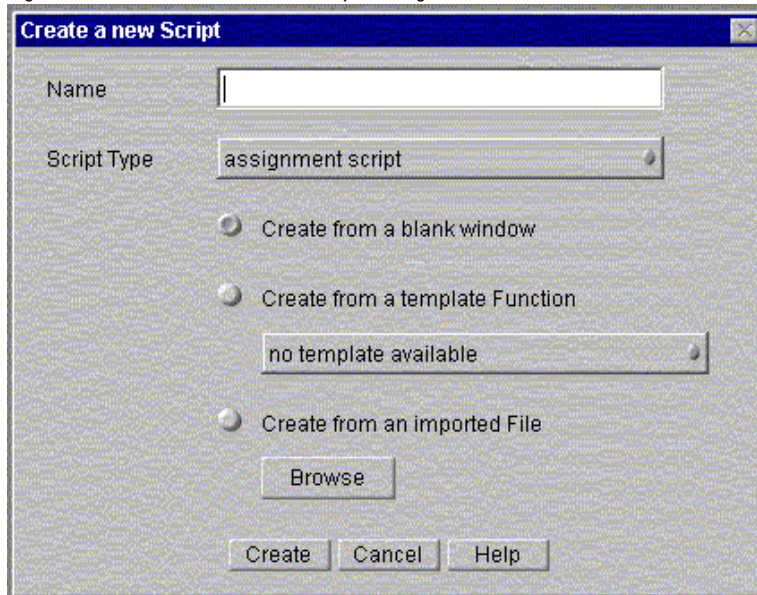 Create a new Script
Name
Script Type assignment script
Create from a blank window
Create from a template Function
no template available
Create from an imported File
Browse
Create Cancel Help